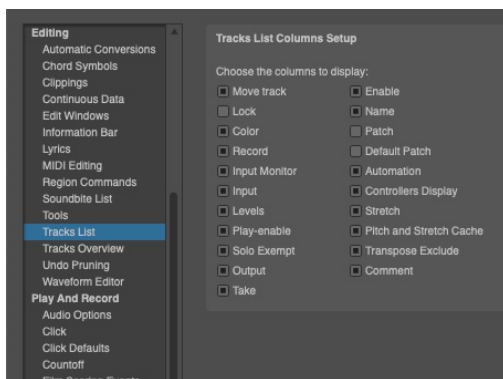 Editing
Automatic Conversions
Chord Symbols
Clippings
Continuous Data
Edit Windows
Information Bar
Lyrics
MIDI Editing
Region Commands
Soundbite List
Tools
Tracks List
Tracks Overview
Undo Pruning
Waveform Editor
Play And Record
Audio Options
Click
Click Defaults
Countoff
Film Scoring Events
Tracks List Columns Setup
Choose the columns to display:
Move track
Enable
Lock
Name
Color
Patch
Record
Default Patch
Input Monitor
Automation
Input
Controllers Display
Levels
Stretch
Play-enable
Pitch and Stretch Cache
Solo Exempt
Transpose Exclude
Output
Comment
Take